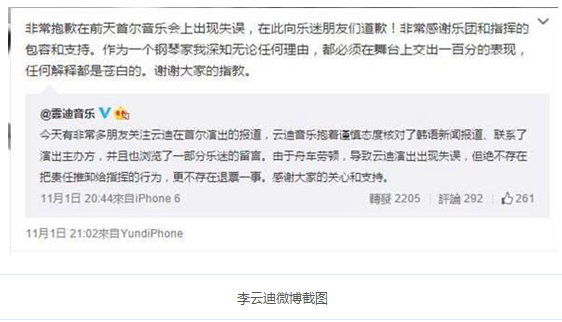 非常抱歉在前天首尔音乐会上出现失误，在此向乐迷朋友们道歉！非常感谢乐团和指挥的
包容和支持。作为一个钢琴家我深知无论任何理由，都必须在舞台上交出一百分的表现，
任何解释都是苍白的。谢谢大家的指教。
@雲迪音乐
今天有非常多朋友关注云迪在首尔演出的报道，云迪音乐抱着谨慎态度核对了韩语新闻报道、联系了
演出主办方，并且也浏览了一部分乐迷的留言。由于舟车劳顿，导致云迪演出出现失误，但绝不存在
把责任推卸给指挥的行为，更不存在退票一事。感谢大家的关心和支持。
11月1日 20:44來自iPhone 6 轉發 2205 評論 292 261
11月1日 21:02來自YundiPhone
李云迪微博截图